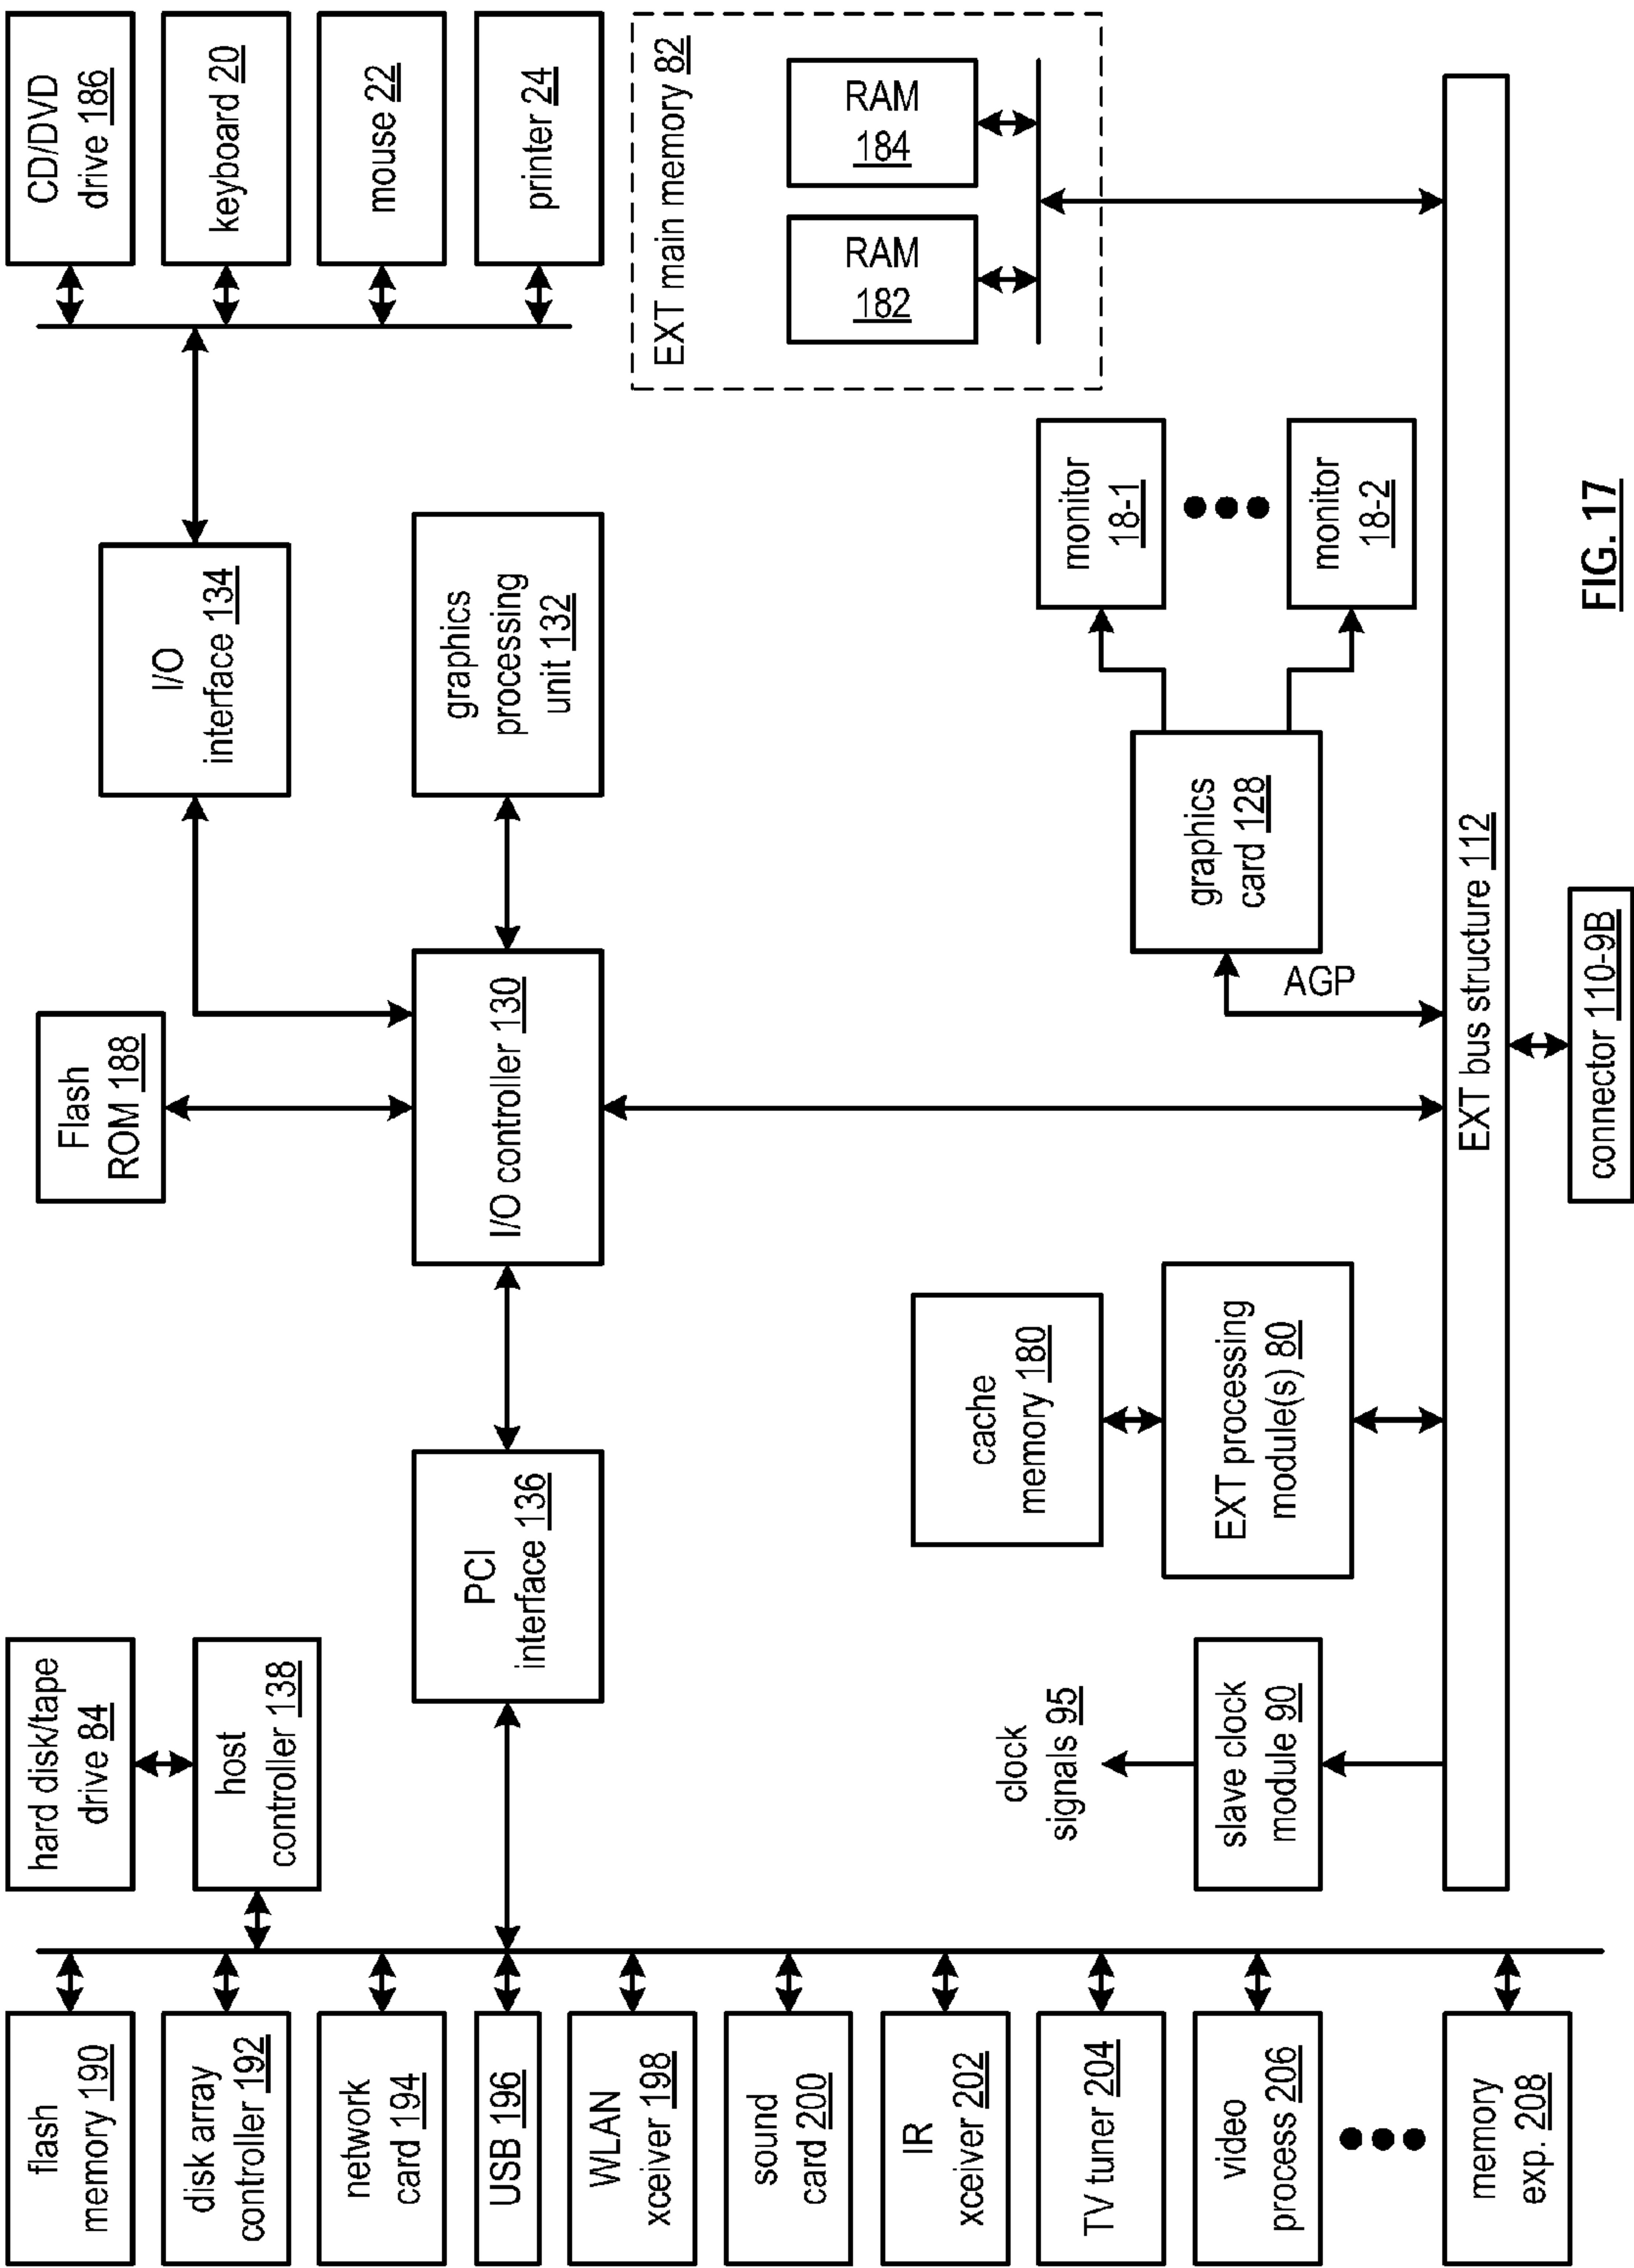 flash
memory 190
disk array
controller 192
network
card 194
USB 196
WLAN
xceiver 198
sound
card 200
IR
xceiver 202
TV tuner 204
video
process 206
memory
exp. 208
hard disk/tape
drive 84
host
controller 138
PCI
interface 136
clock
signals 95
slave clock
module 90
cache
memory 180
EXT processing
module(s) 80
Flash
ROM 188
I/O controller 130
I/O
interface 134
graphics
processing
unit 132
AGP
graphics
card 128
monitor
18-1
monitor
18-2
CD/DVD
drive 186
keyboard 20
mouse 22
printer 24
EXT main memory 82
RAM
182
RAM
184
EXT bus structure 112
connector 110-9B
FIG. 17